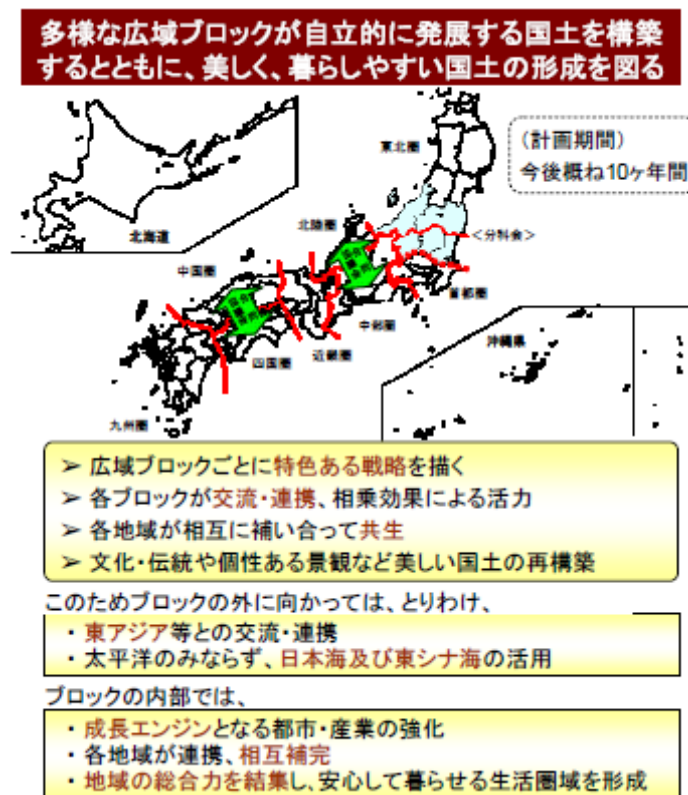 多様な広域ブロックが自立的に発展する国土を構築
するとともに、美しく、暮らしやすい国土の形成を図る
(計画期間)
今後概ね10ヶ年間
東北圏
北海道
北陸圏
<分科会>
中国圏
首都圏
中部圏
沖縄県
近畿圏
四国圏
九州圏
➢ 広域ブロックごとに特色ある戦略を描く
➢ 各ブロックが交流・連携、相乗効果による活力
➢ 各地域が相互に補い合って共生
➢ 文化・伝統や個性ある景観など美しい国土の再構築
このためブロックの外に向かっては、とりわけ、
・東アジア等との交流・連携
・太平洋のみならず、日本海及び東シナ海の活用
ブロックの内部では、
・成長エンジンとなる都市・産業の強化
・各地域が連携、相互補完
・地域の総合力を結集し、安心して暮らせる生活圏域を形成